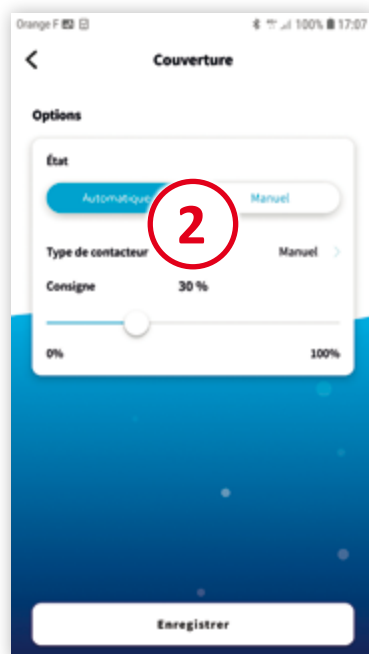 Orange F 100% 17:07
Couverture
Options
État
Automatique Manuel
2
Type de contacteur Manuel
Consigne 30 %
0% 100%
Enregistrer